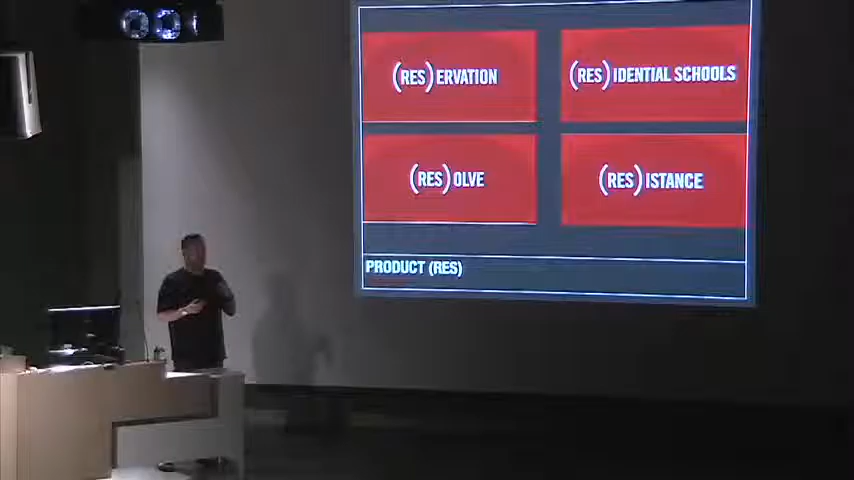 (RES)ERVATION
(RES)IDENTIAL SCHOOLS
(RES)OLVE
(RES)ISTANCE
PRODUCT (RES)